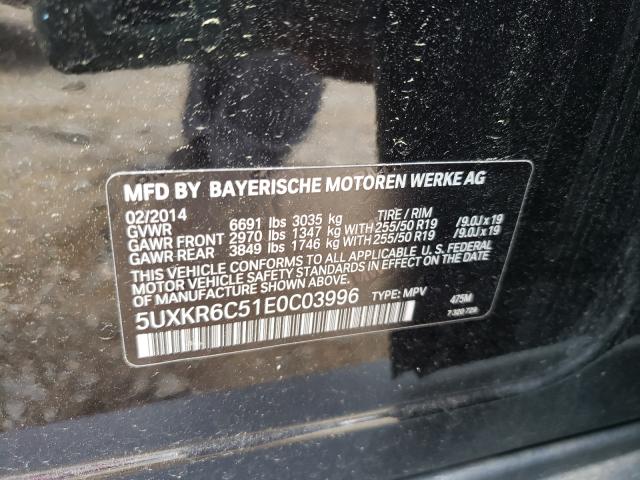 MFD BY BAYERISCHE MOTOREN WERKE AG
02/2014 TIRE / RIM
GVWR 6691 lbs 3035 kg
GAWR FRONT 2970 lbs 1347 kg WITH 255/50 R19 /9.0J x 19
GAWR REAR 3849 lbs 1746 kg WITH 255/50 R19 /9.0J x 19
THIS VEHICLE CONFORMS TO ALL APPLICABLE U.S. FEDERAL
MOTOR VEHICLE SAFETY STANDARDS IN EFFECT ON THE
DATE OF MANUFACTURE SHOWN ABOVE.
5UXKR6C51E0C03996 TYPE: MPV 475M
7 320 729